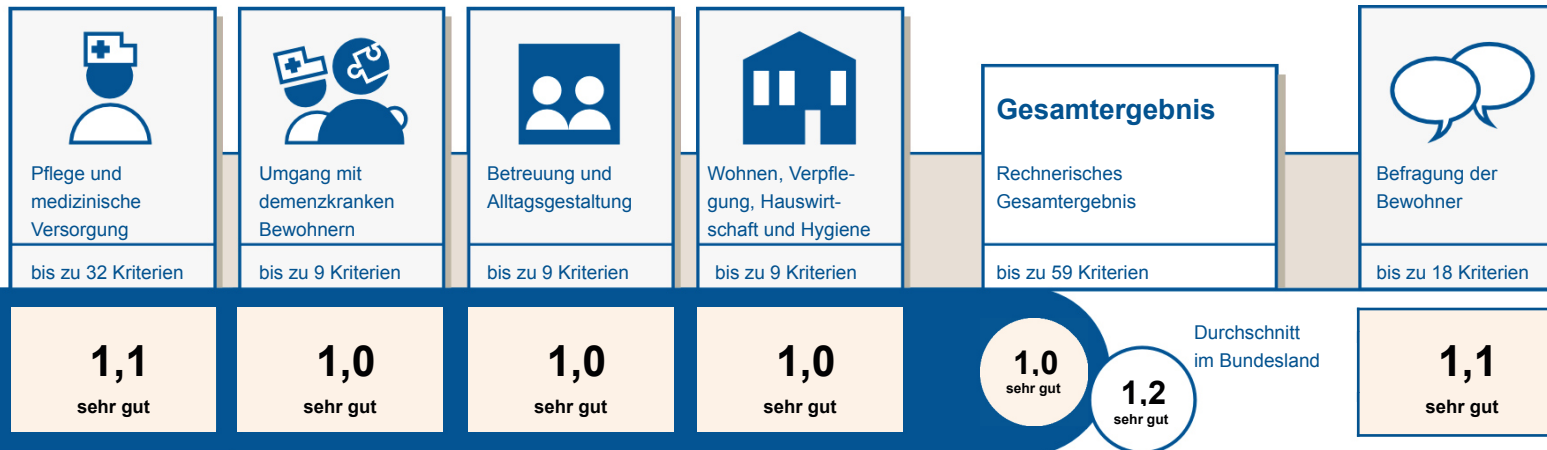 Pflege und
medizinische
Versorgung
bis zu 32 Kriterien
1,1
sehr gut
Umgang mit
demenzkranken
Bewohnern
bis zu 9 Kriterien
1,0
sehr gut
Betreuung und
Alltagsgestaltung
bis zu 9 Kriterien
1,0
sehr gut
Wohnen, Verpfle-
gung, Hauswirt-
schaft und Hygiene
bis zu 9 Kriterien
1,0
sehr gut
Gesamtergebnis
Rechnerisches
Gesamtergebnis
bis zu 59 Kriterien
1,0
sehr gut
1,2
sehr gut
Durchschnitt
im Bundesland
Befragung der
Bewohner
bis zu 18 Kriterien
1,1
sehr gut